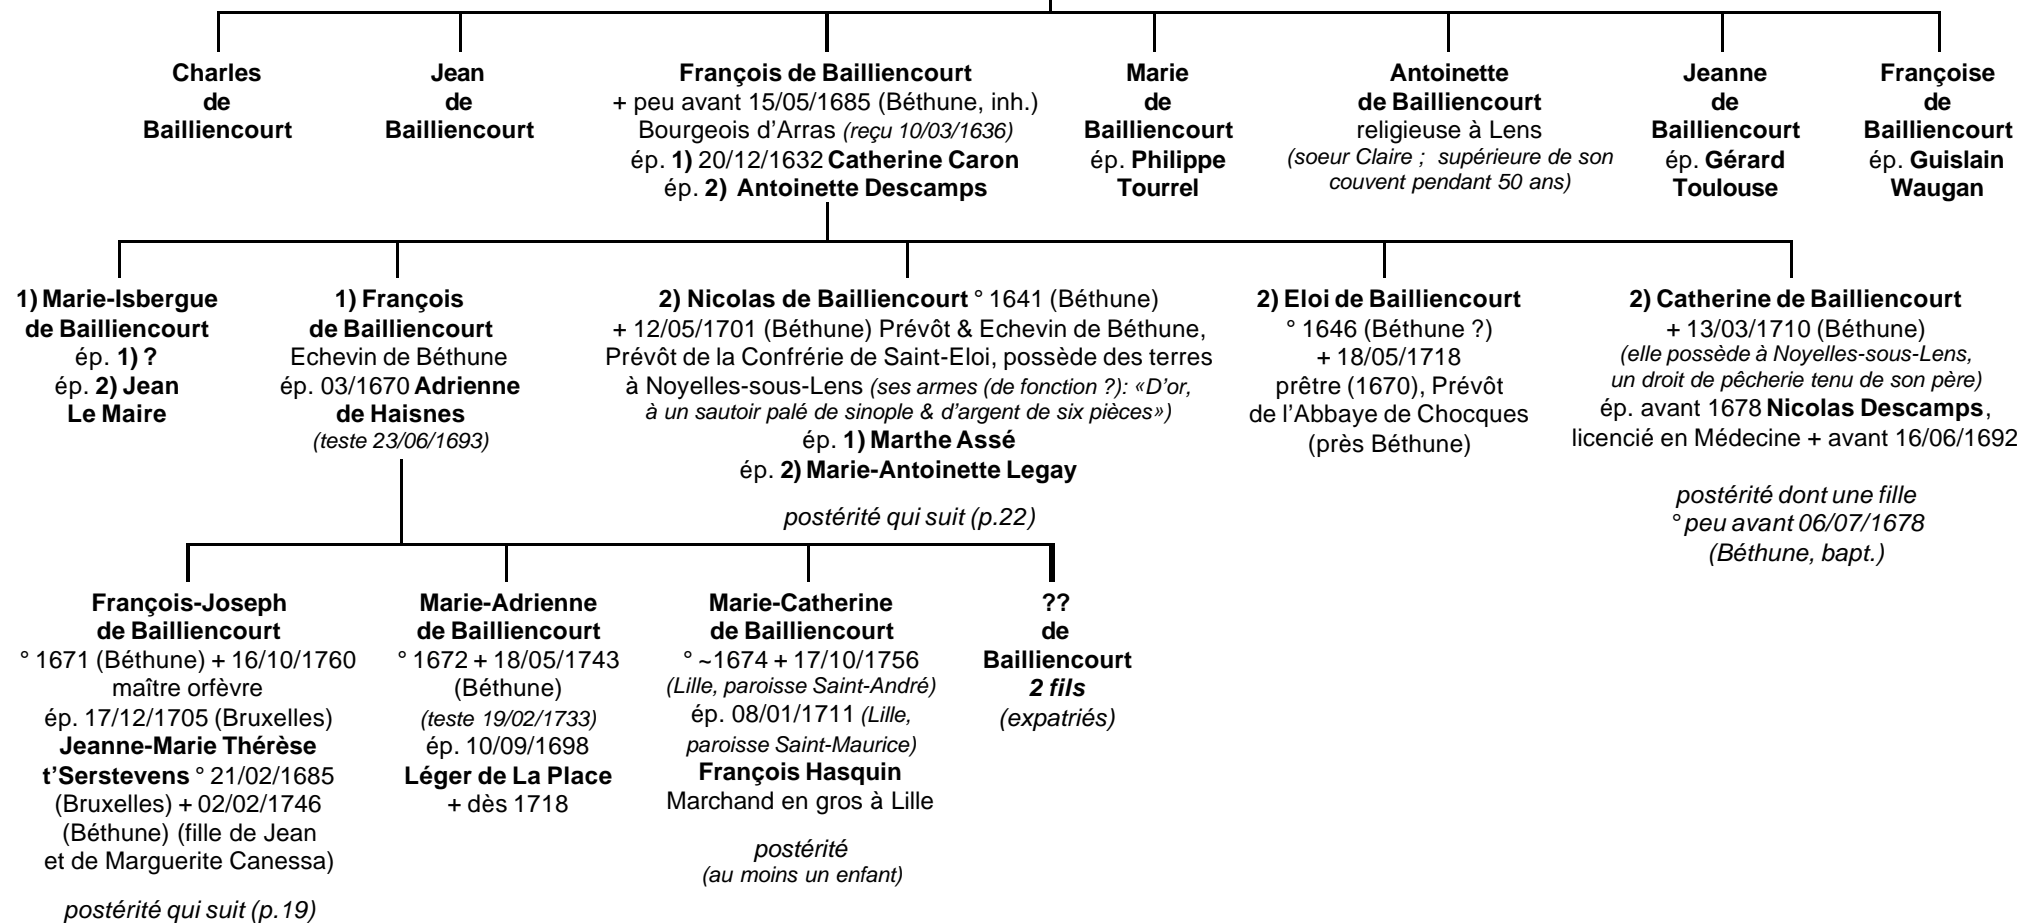 Charles
de
Bailliencourt
Jean
de
Bailliencourt
François de Bailliencourt
+ peu avant 15/05/1685 (Béthune, inh.)
Bourgeois d’Arras (reçu 10/03/1636)
ép. 1) 20/12/1632 Catherine Caron
ép. 2) Antoinette Descamps
Marie
de
Bailliencourt
ép. Philippe
Tourrel
Antoinette
de Bailliencourt
religieuse à Lens
(soeur Claire ; supérieure de son
couvent pendant 50 ans)
Jeanne
de
Bailliencourt
ép. Gérard
Toulouse
Françoise
de
Bailliencourt
ép. Guislain
Waugan
1) Marie-Isbergue
de Bailliencourt
ép. 1) ?
ép. 2) Jean
Le Maire
1) François
de Bailliencourt
Echevin de Béthune
ép. 03/1670 Adrienne
de Haisnes
(teste 23/06/1693)
2) Nicolas de Bailliencourt ° 1641 (Béthune)
+ 12/05/1701 (Béthune) Prévôt & Echevin de Béthune,
Prévôt de la Confrérie de Saint-Eloi, possède des terres
à Noyelles-sous-Lens (ses armes (de fonction ?): «D’or,
à un sautoir palé de sinople & d’argent de six pièces»)
ép. 1) Marthe Assé
ép. 2) Marie-Antoinette Legay
postérité qui suit (p.22)
2) Eloi de Bailliencourt
° 1646 (Béthune ?)
+ 18/05/1718
prêtre (1670), Prévôt
de l’Abbaye de Chocques
(près Béthune)
2) Catherine de Bailliencourt
+ 13/03/1710 (Béthune)
(elle possède à Noyelles-sous-Lens,
un droit de pêcherie tenu de son père)
ép. avant 1678 Nicolas Descamps,
licencié en Médecine + avant 16/06/1692
postérité dont une fille
° peu avant 06/07/1678
(Béthune, bapt.)
François-Joseph
de Bailliencourt
° 1671 (Béthune) + 16/10/1760
maître orfèvre
ép. 17/12/1705 (Bruxelles)
Jeanne-Marie Thérèse
t’Serstevens ° 21/02/1685
(Bruxelles) + 02/02/1746
(Béthune) (fille de Jean
et de Marguerite Canessa)
postérité qui suit (p.19)
Marie-Adrienne
de Bailliencourt
° 1672 + 18/05/1743
(Béthune)
(teste 19/02/1733)
ép. 10/09/1698
Léger de La Place
+ dès 1718
Marie-Catherine
de Bailliencourt
° ~1674 + 17/10/1756
(Lille, paroisse Saint-André)
ép. 08/01/1711 (Lille,
paroisse Saint-Maurice)
François Hasquin
Marchand en gros à Lille
postérité
(au moins un enfant)
??
de
Bailliencourt
2 fils
(expatriés)